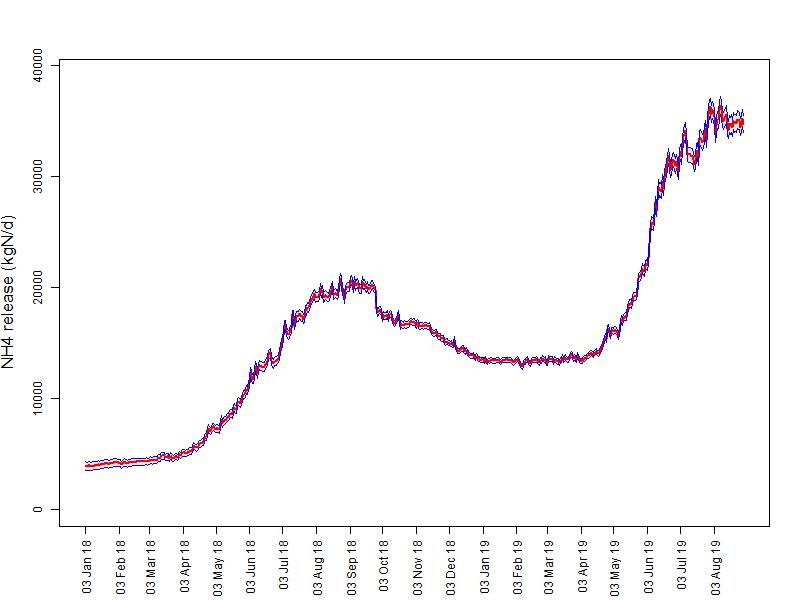 NH4 release (kgN/d)
40000
30000
20000
10000
0
03 Jan 18
03 Feb 18
03 Mar 18
03 Apr 18
03 May 18
03 Jun 18
03 Jul 18
03 Aug 18
03 Sep 18
03 Oct 18
03 Nov 18
03 Dec 18
03 Jan 19
03 Feb 19
03 Mar 19
03 Apr 19
03 May 19
03 Jun 19
03 Jul 19
03 Aug 19